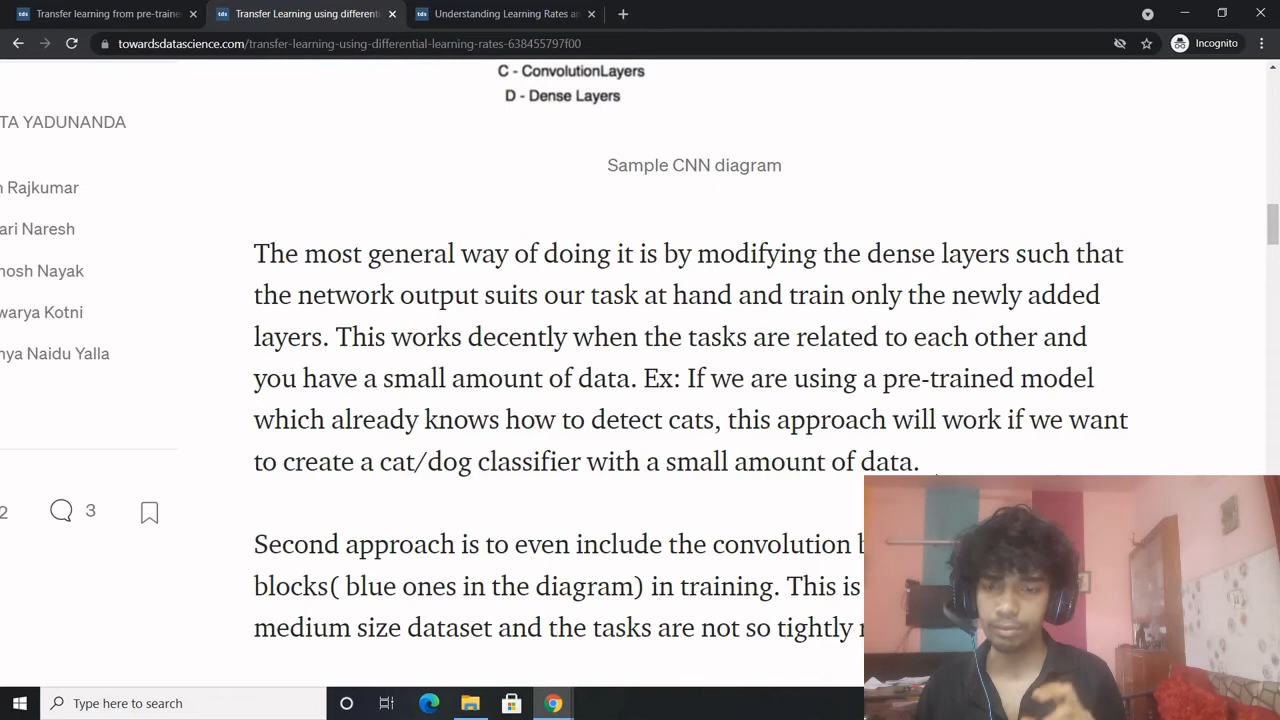 tds Transfer learning from pre-traine
tds Transfer Learning using differenti
tds Understanding Learning Rates an
towardsdatascience.com/transfer-learning-using-differential-learning-rates-638455797f00
Incognito
C - ConvolutionLayers
D - Dense Layers
TA YADUNANDA
Rajkumar
ari Naresh
Sample CNN diagram
nosh Nayak
warya Kotni
nya Naidu Yalla
2
3
The most general way of doing it is by modifying the dense layers such that
the network output suits our task at hand and train only the newly added
layers. This works decently when the tasks are related to each other and
you have a small amount of data. Ex: If we are using a pre-trained model
which already knows how to detect cats, this approach will work if we want
to create a cat/dog classifier with a small amount of data.
Second approach is to even include the convolution b
blocks( blue ones in the diagram) in training. This is
medium size dataset and the tasks are not so tightly r
Type here to search